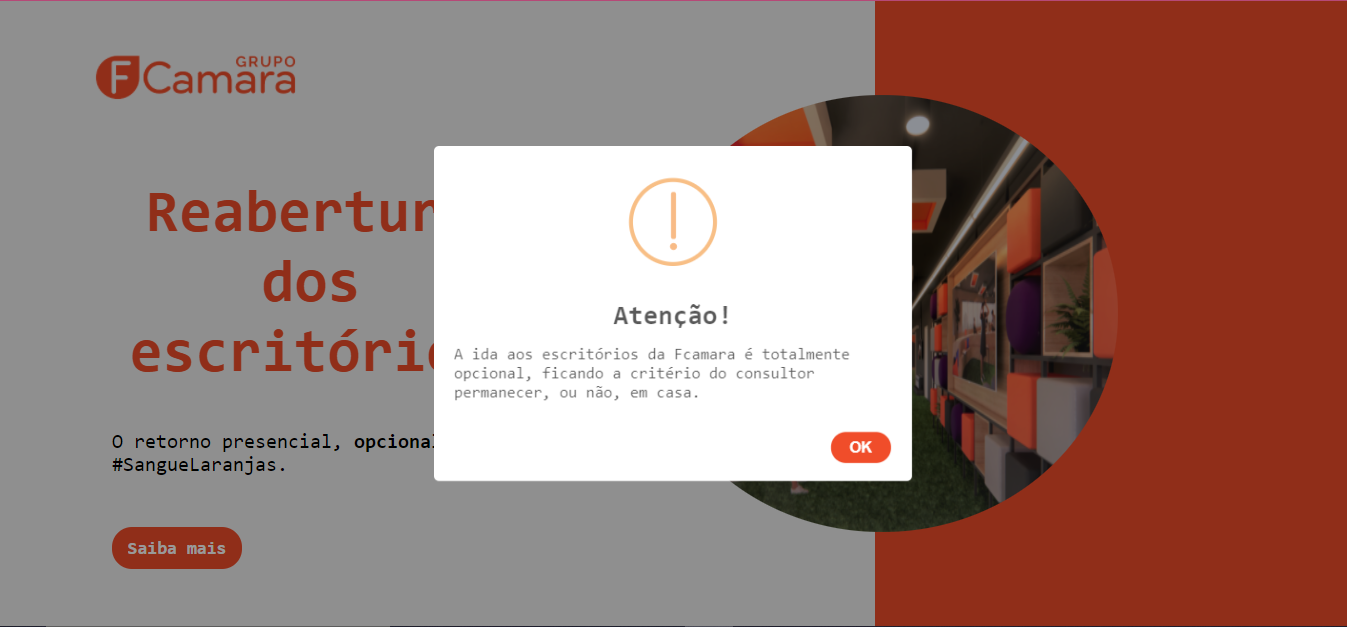 GRUPO
FCamara
Reabertur
dos
escritóri
O retorno presencial, opcional
#SangueLaranjas.
Saiba mais
Atenção!
A ida aos escritórios da Fcamara é totalmente
opcional, ficando a critério do consultor
permanecer, ou não, em casa.
OK